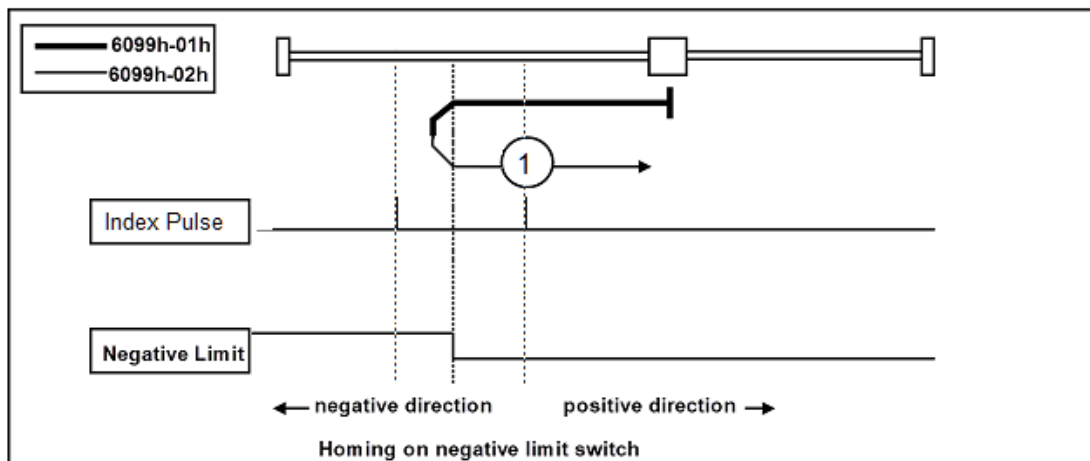 6099h-01h
6099h-02h
1
Index Pulse
Negative Limit
negative direction
positive direction
Homing on negative limit switch